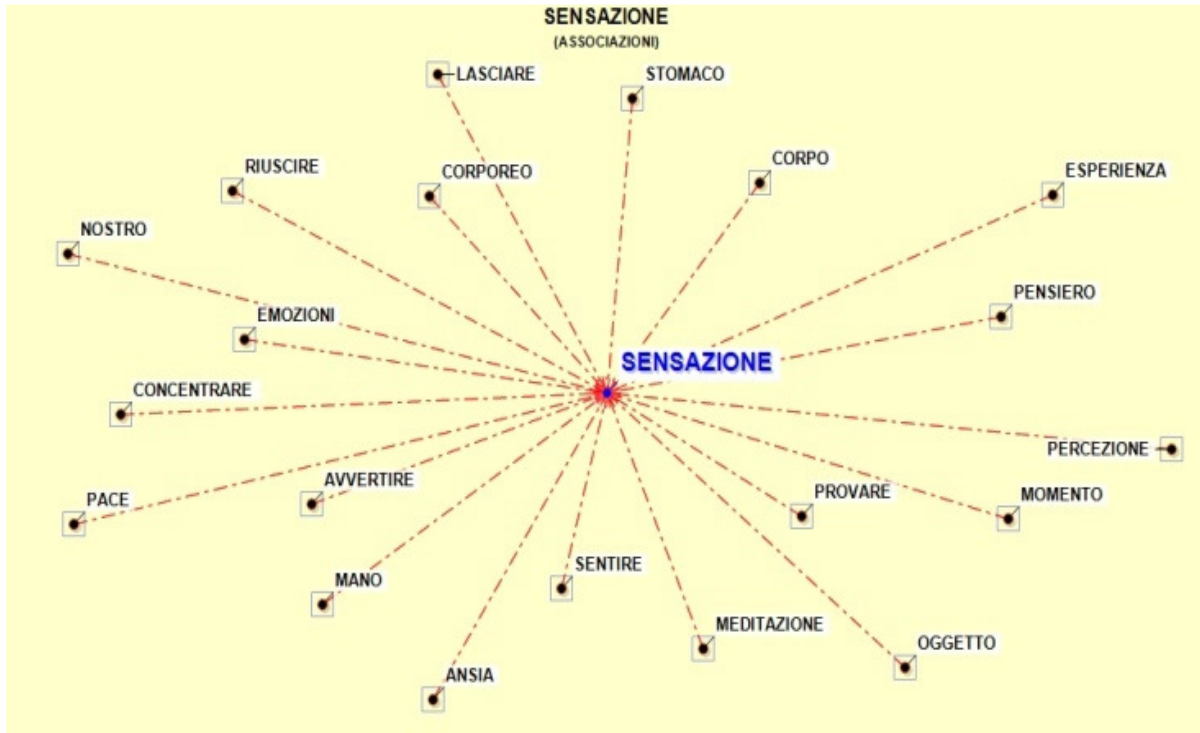 SENSAZIONE
(ASSOCIAZIONI)
LASCIARE
STOMACO
CORPO
RIUSCIRE
CORPOREO
ESPERIENZA
NOSTRO
PENSIERO
EMOZIONI
SENSAZIONE
CONCENTRARE
PERCEZIONE
AVVERTIRE
PROVARE
MOMENTO
PACE
SENTIRE
MANO
MEDITAZIONE
OGGETTO
ANSIA